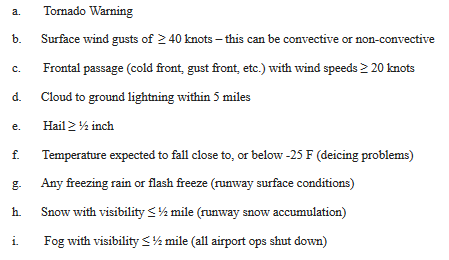 a. Tornado Warning
b. Surface wind gusts of ≥ 40 knots – this can be convective or non-convective
c. Frontal passage (cold front, gust front, etc.) with wind speeds ≥ 20 knots
d. Cloud to ground lightning within 5 miles
e. Hail ≥ ½ inch
f. Temperature expected to fall close to, or below -25 F (deicing problems)
g. Any freezing rain or flash freeze (runway surface conditions)
h. Snow with visibility ≤ ½ mile (runway snow accumulation)
i. Fog with visibility ≤ ½ mile (all airport ops shut down)